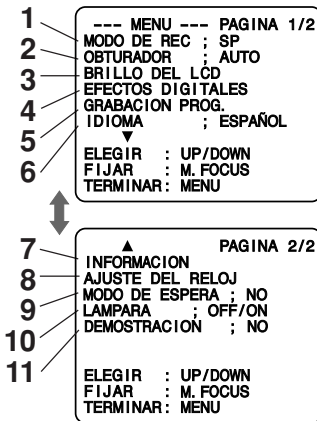 --- MENU --- PAGINA 1/2
1 MODO DE REC ; SP
2 OBTURADOR ; AUTO
3 BRILLO DEL LCD
4 EFECTOS DIGITALES
5 GRABACION PROG.
6 IDIOMA ; ESPAÑOL
▼
ELEGIR : UP/DOWN
FIJAR : M. FOCUS
TERMINAR: MENU
▲ PAGINA 2/2
7 INFORMACION
8 AJUSTE DEL RELOJ
9 MODO DE ESPERA ; NO
10 LAMPARA ; OFF/ON
11 DEMOSTRACION ; NO
ELEGIR : UP/DOWN
FIJAR : M. FOCUS
TERMINAR: MENU